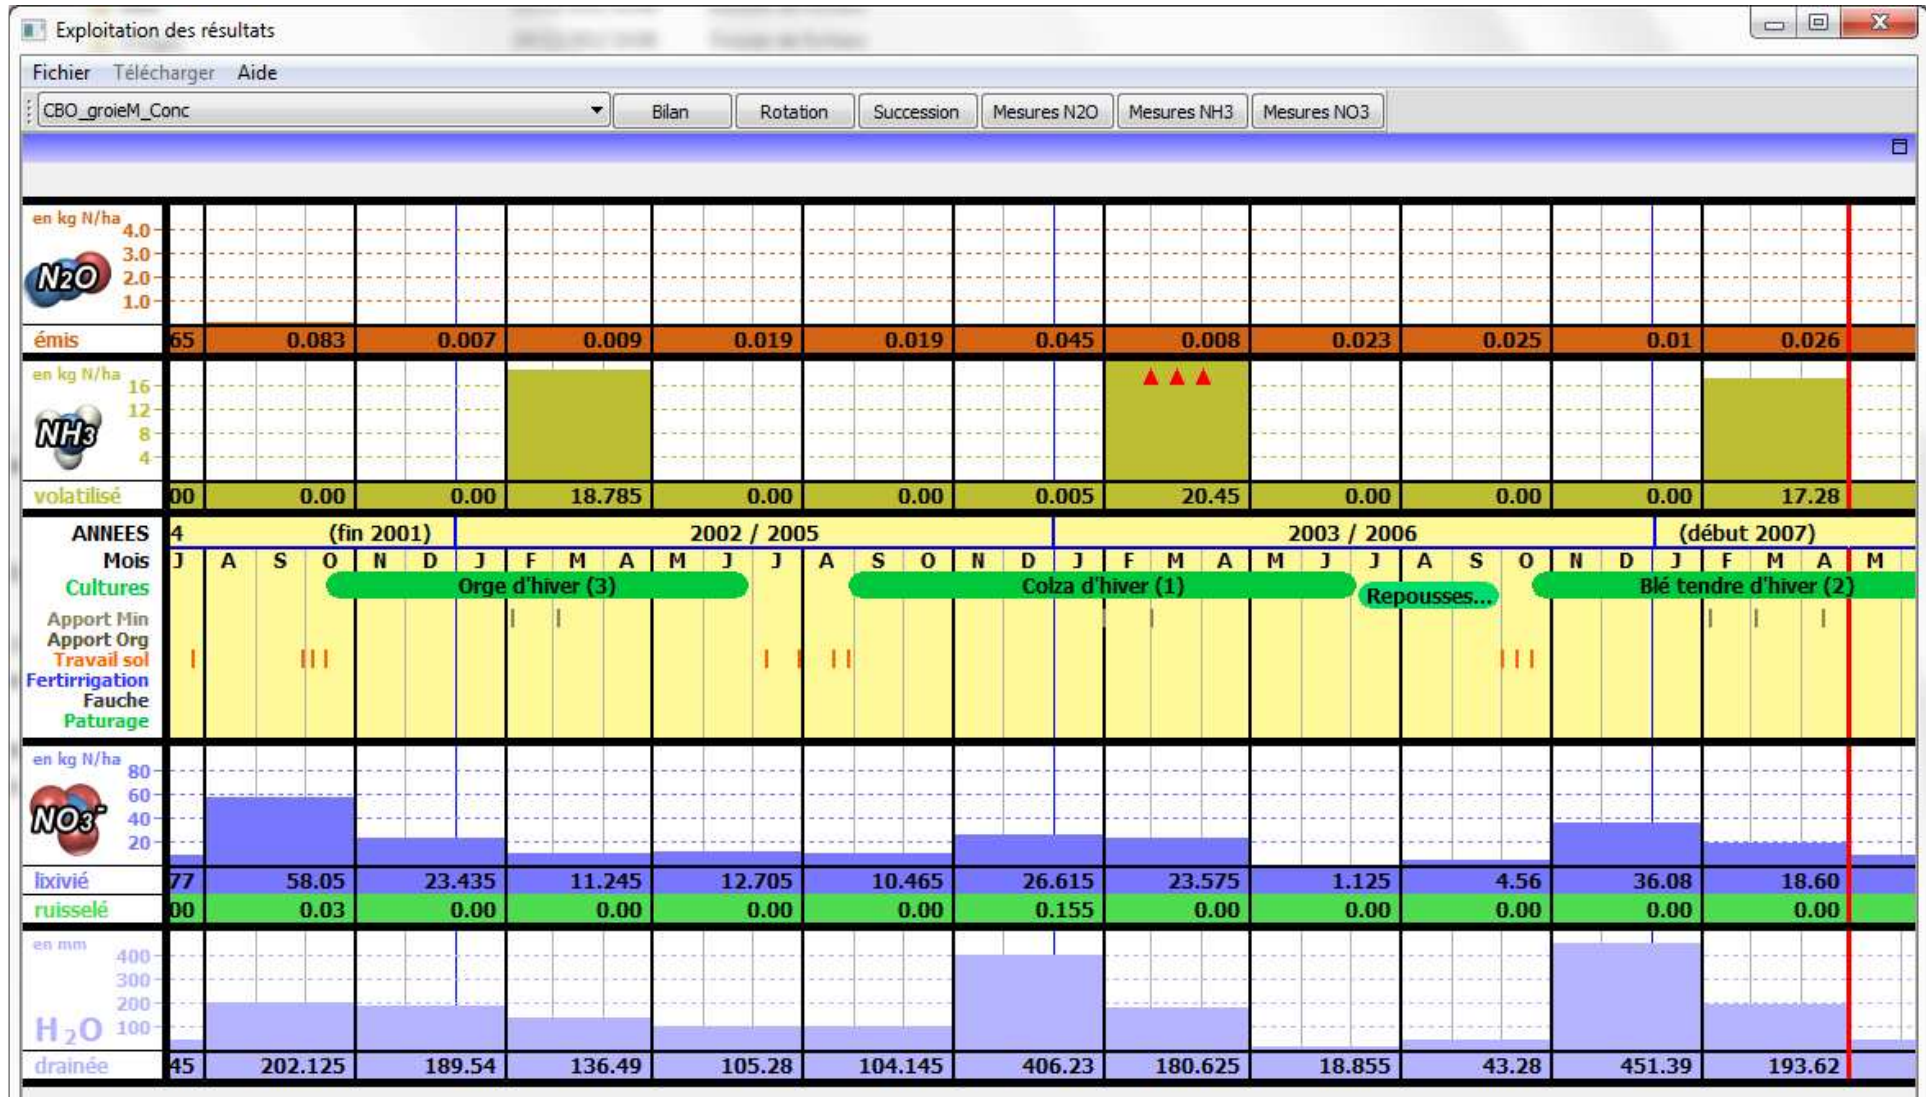 Exploitation des résultats
Fichier Télécharger Aide
CBO_groieM_Conc Bilan Rotation Succession Mesures N2O Mesures NH3 Mesures NO3
en kg N/ha
4.0
3.0
N2O 2.0
1.0
émis 65 0.083 0.007 0.009 0.019 0.019 0.045 0.008 0.023 0.025 0.01 0.026
en kg N/ha
16
12
NH3 8
4
volatilisé 00 0.00 0.00 18.785 0.00 0.00 0.005 20.45 0.00 0.00 0.00 17.28
ANNEES 4 (fin 2001) 2002 / 2005 2003 / 2006 (début 2007)
Mois J A S O N D J F M A M J J A S O N D J F M A M J J A S O N D J F M A M
Cultures Orge d'hiver (3) Colza d'hiver (1) Repousses... Blé tendre d'hiver (2)
Apport Min
Apport Org
Travail sol
Fertirrigation
Fauche
Paturage
en kg N/ha
80
60
NO3- 40
20
lixivié 77 58.05 23.435 11.245 12.705 10.465 26.615 23.575 1.125 4.56 36.08 18.60
ruisselé 00 0.03 0.00 0.00 0.00 0.00 0.155 0.00 0.00 0.00 0.00 0.00
en mm
400
300
200
H2O 100
drainée 45 202.125 189.54 136.49 105.28 104.145 406.23 180.625 18.855 43.28 451.39 193.62